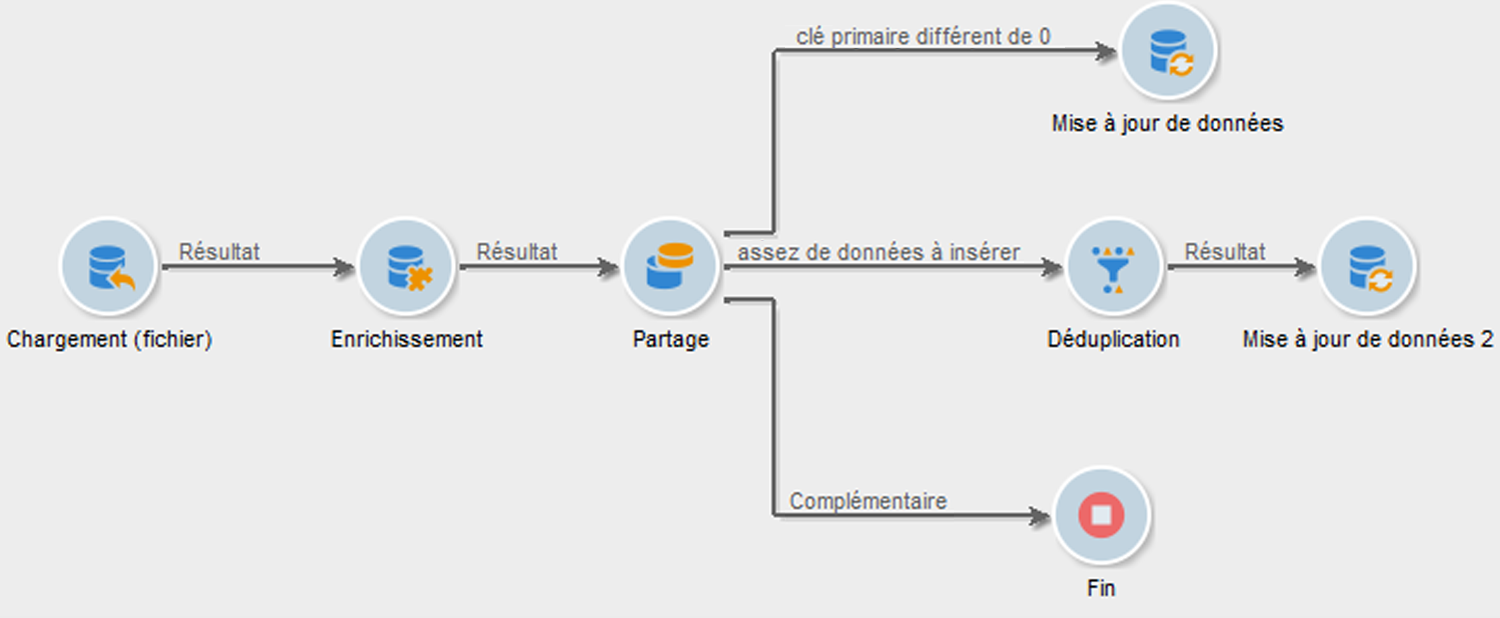 clé primaire différent de 0
Mise à jour de données
Résultat
Résultat
assez de données à insérer
Résultat
Chargement (fichier)
Enrichissement
Partage
Déduplication
Mise à jour de données 2
Complémentaire
Fin